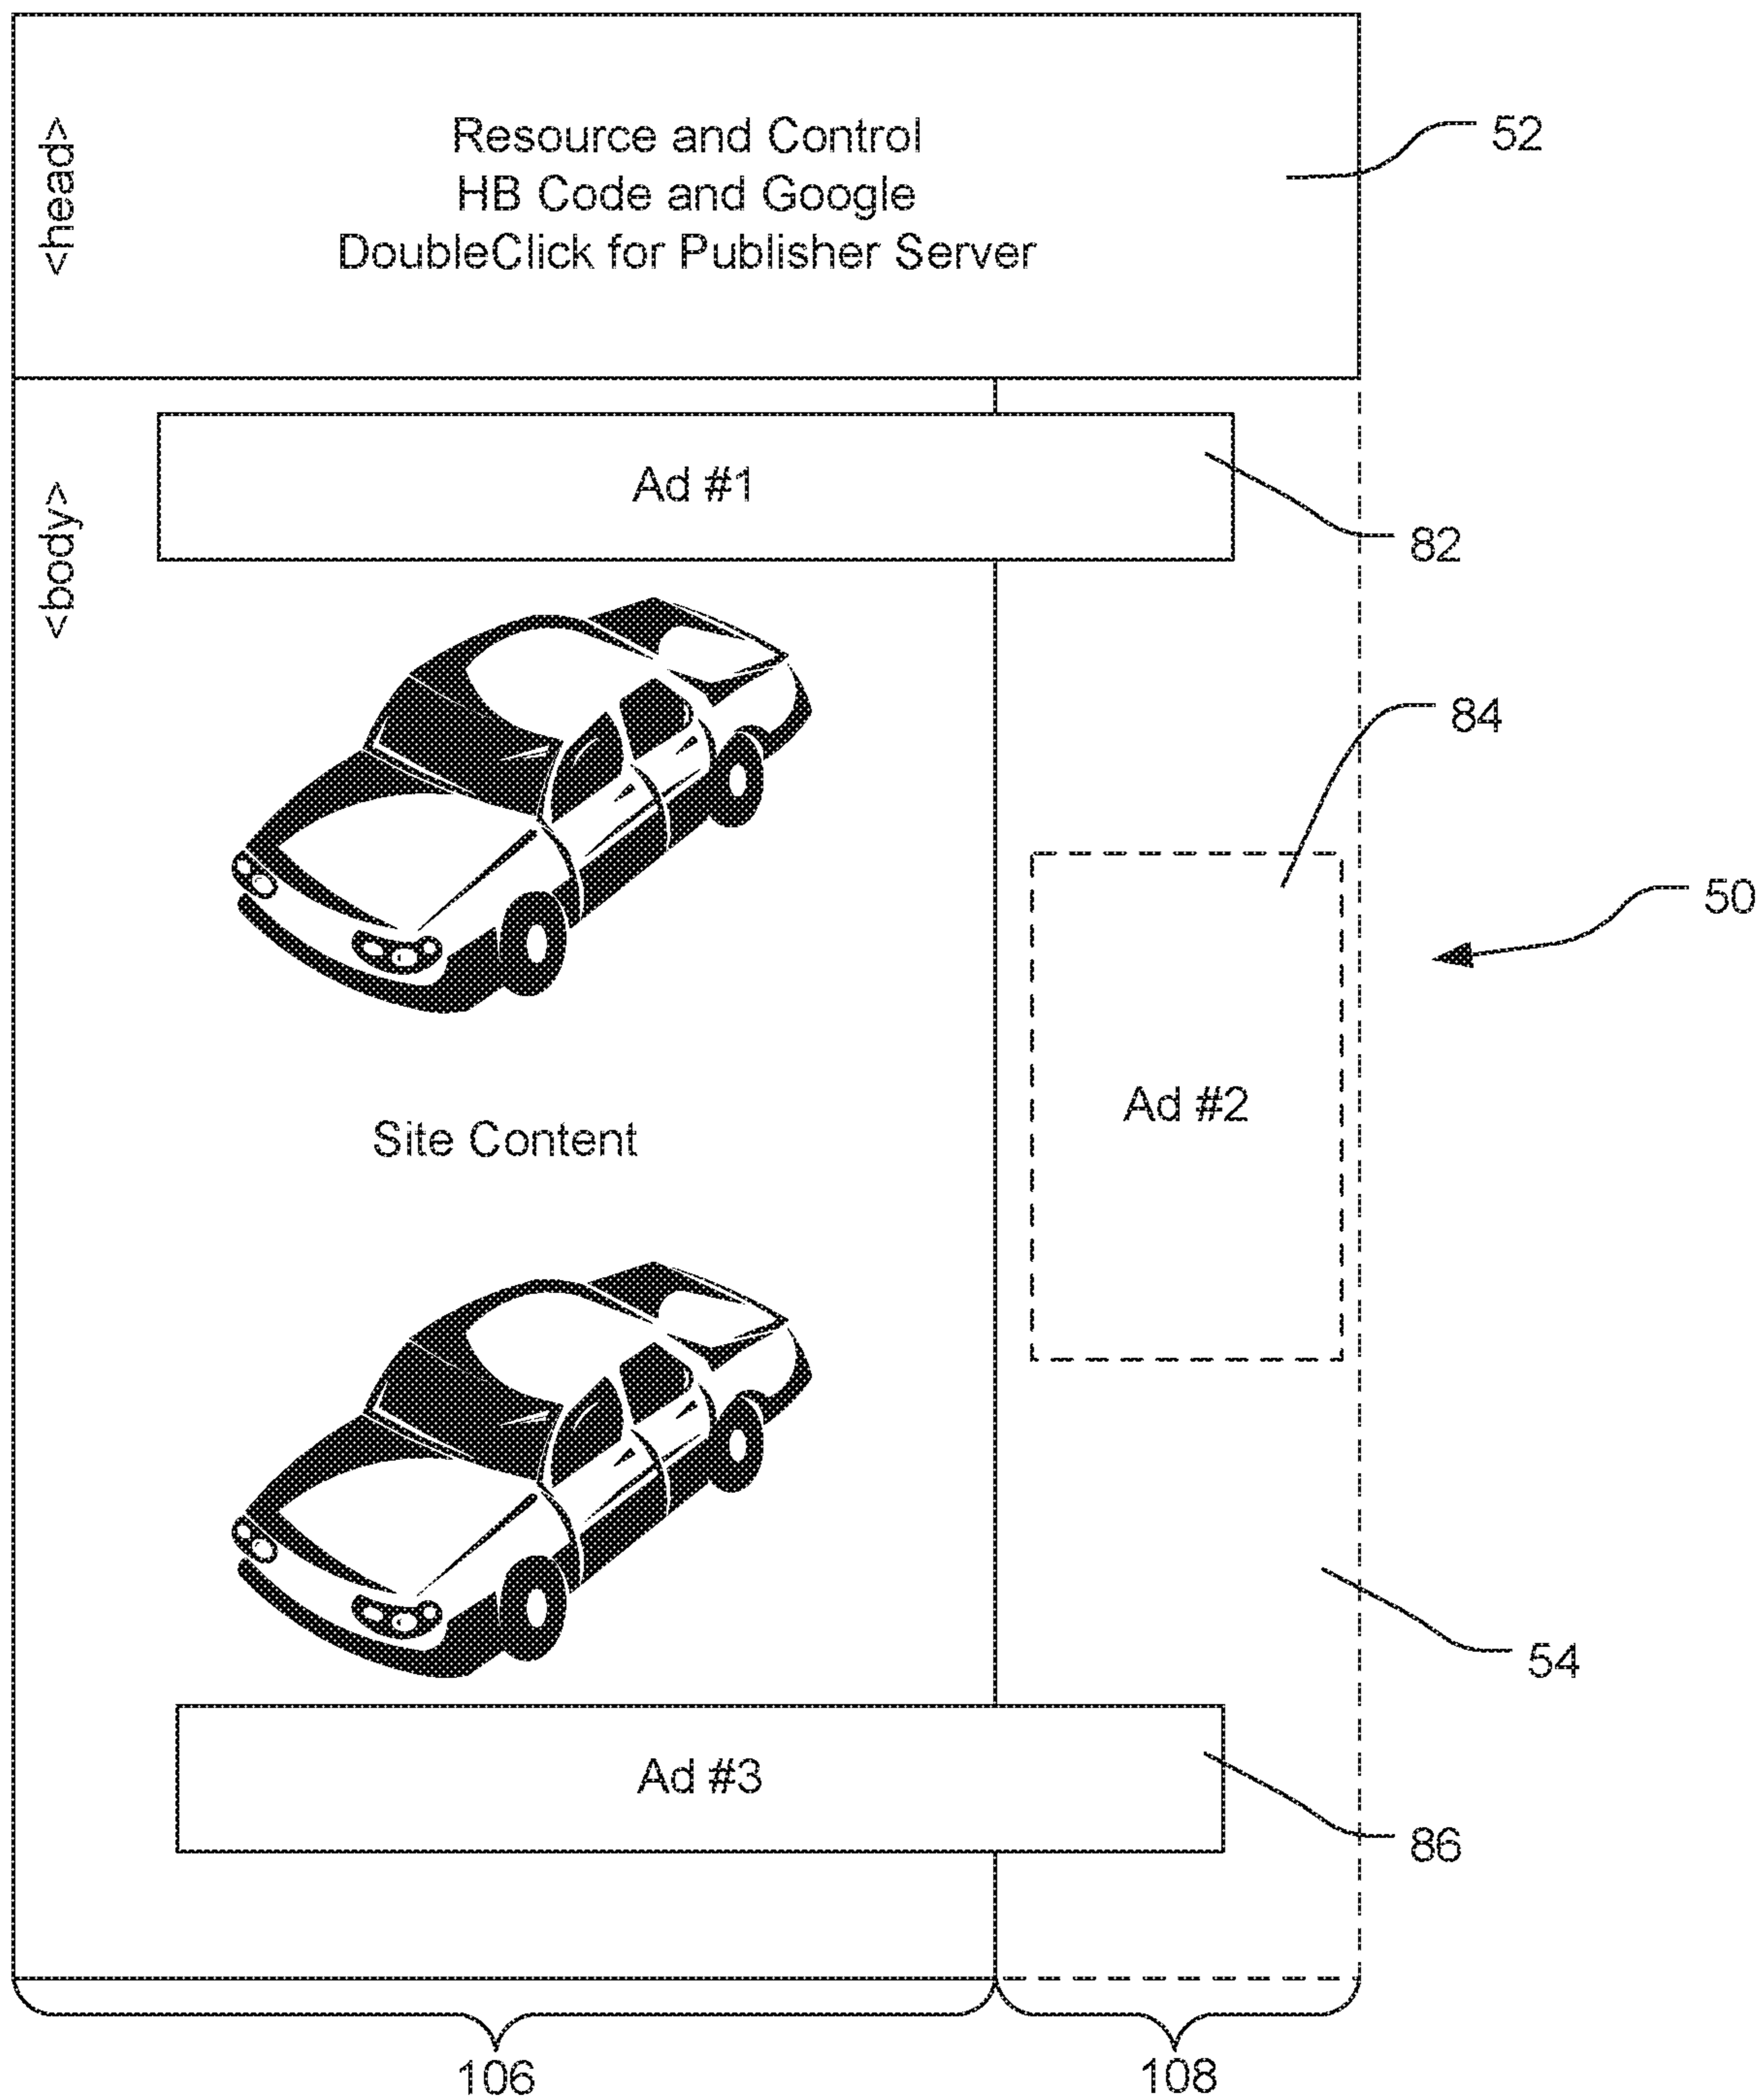 <head>
Resource and Control
HB Code and Google
DoubleClick for Publisher Server
52
<body>
Ad #1
82
84
50
Ad #2
Site Content
54
Ad #3
86
106
108